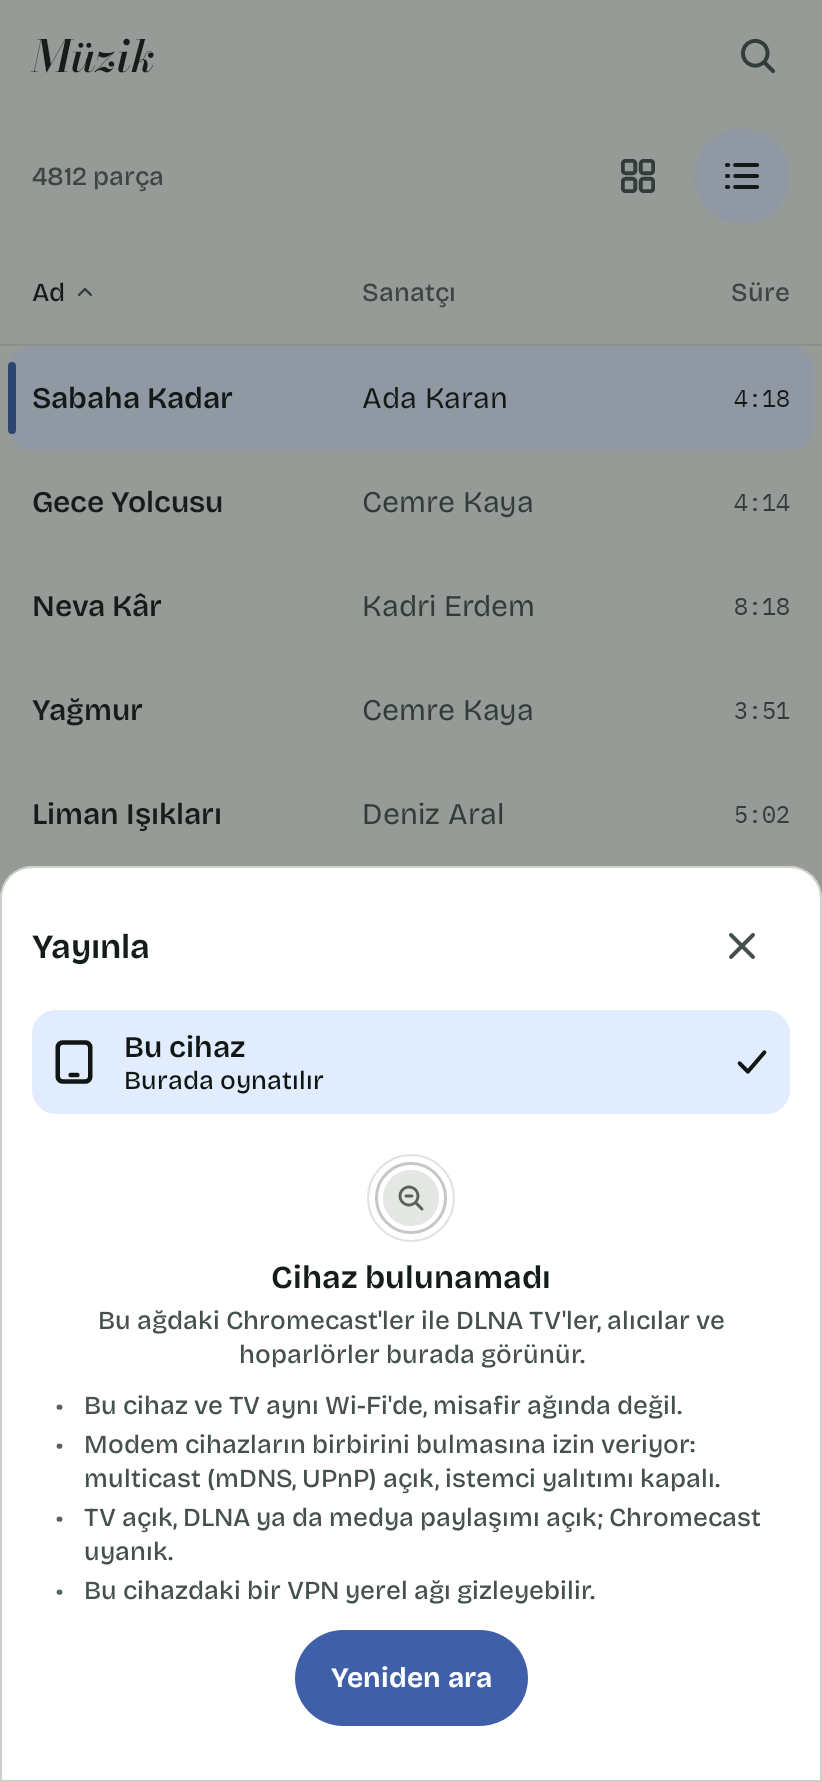 Müzik
4812 parça
Ad Sanatçı Süre
Sabaha Kadar Ada Karan 4:18
Gece Yolcusu Cemre Kaya 4:14
Neva Kâr Kadri Erdem 8:18
Yağmur Cemre Kaya 3:51
Liman Işıkları Deniz Aral 5:02
Yayınla
Bu cihaz
Burada oynatılır
Cihaz bulunamadı
Bu ağdaki Chromecast'ler ile DLNA TV'ler, alıcılar ve
hoparlörler burada görünür.
• Bu cihaz ve TV aynı Wi-Fi'de, misafir ağında değil.
• Modem cihazların birbirini bulmasına izin veriyor:
multicast (mDNS, UPnP) açık, istemci yalıtımı kapalı.
• TV açık, DLNA ya da medya paylaşımı açık; Chromecast
uyanık.
• Bu cihazdaki bir VPN yerel ağı gizleyebilir.
Yeniden ara